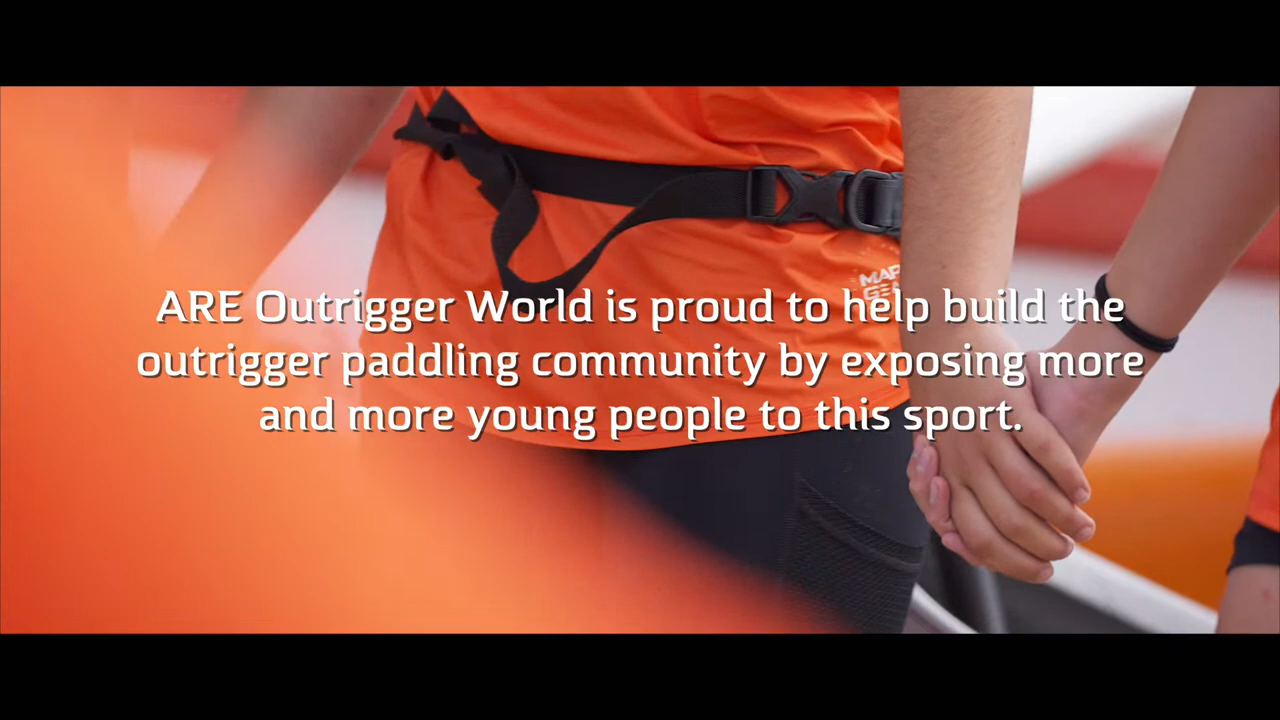 ARE Outrigger World is proud to help build the
outrigger paddling community by exposing more
and more young people to this sport.